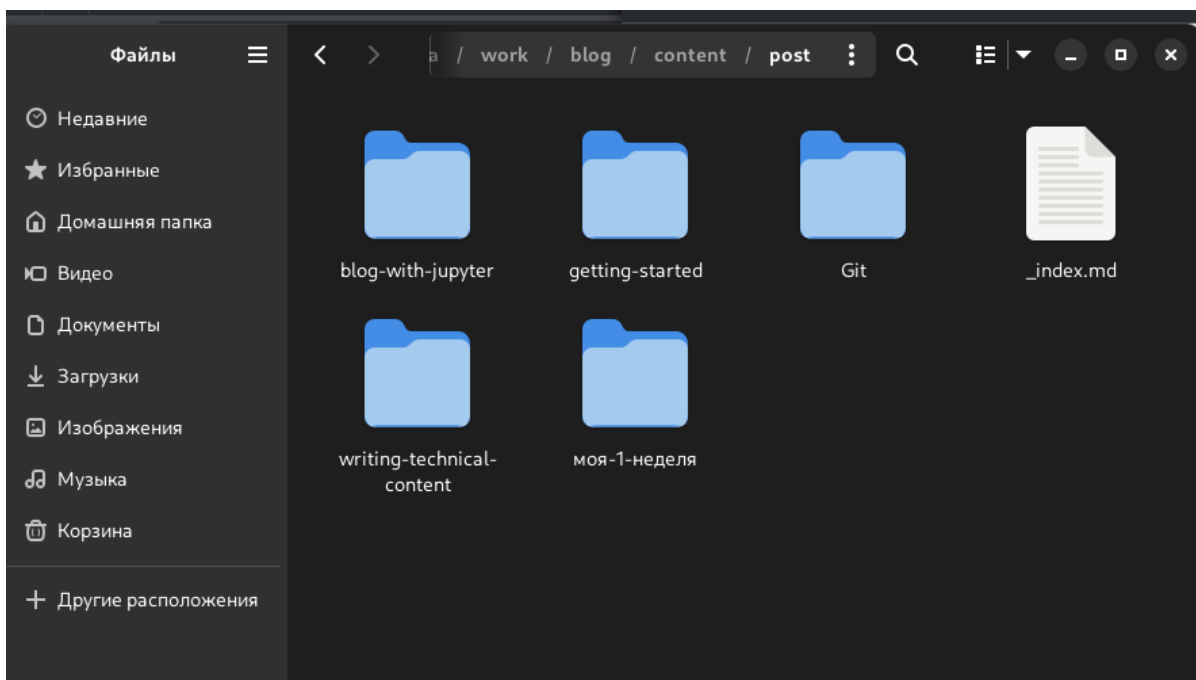 Файлы
a / work / blog / content / post
Недавние
Избранные
Домашняя папка
Видео
Документы
Загрузки
Изображения
Музыка
Корзина
Другие расположения
blog-with-jupyter
getting-started
Git
_index.md
writing-technical-
content
моя-1-неделя